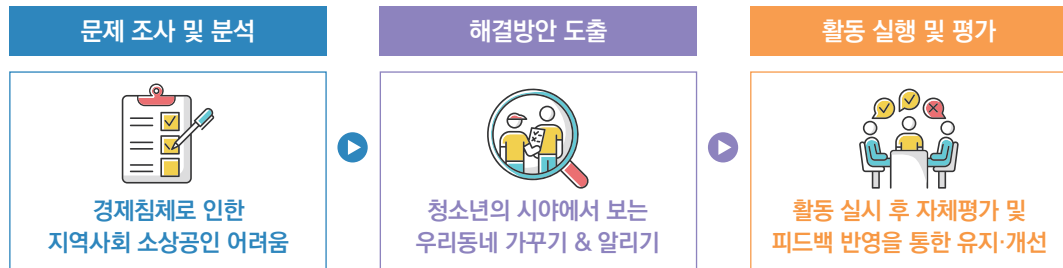 문제 조사 및 분석
경제침체로 인한
지역사회 소상공인 어려움
해결방안 도출
청소년의 시야에서 보는
우리동네 가꾸기 & 알리기
활동 실행 및 평가
활동 실시 후 자체평가 및
피드백 반영을 통한 유지·개선